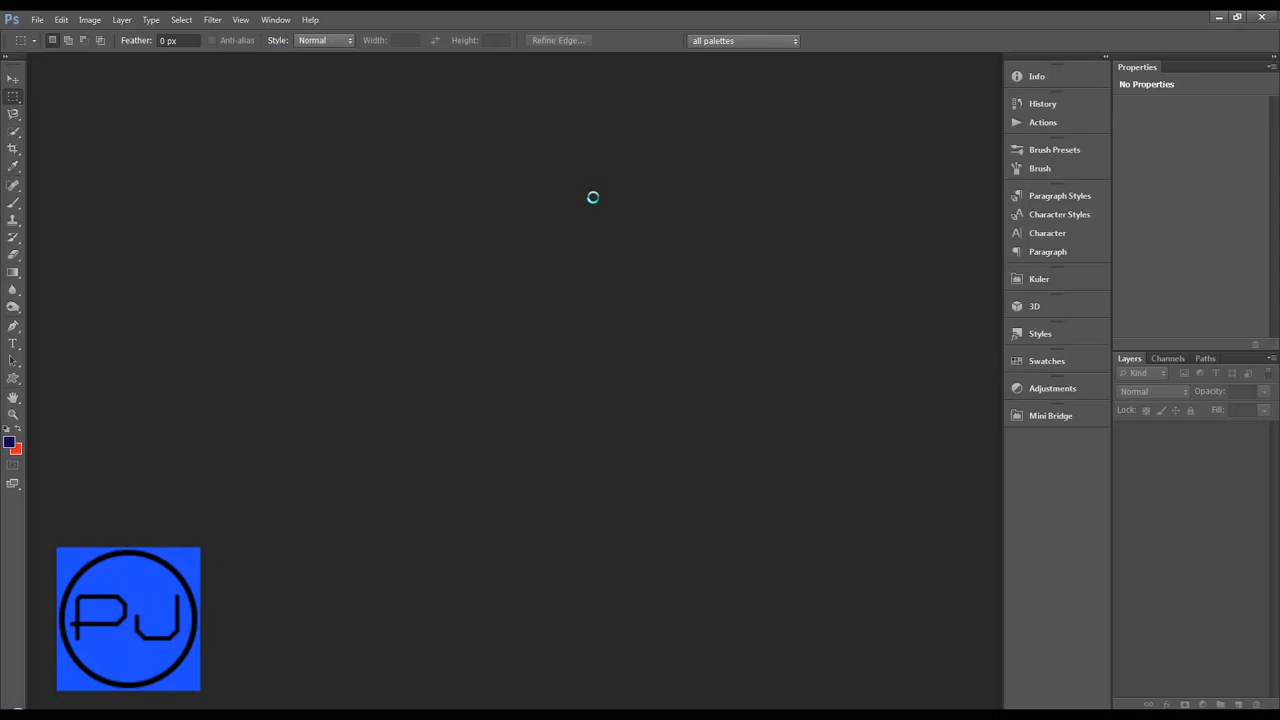 Ps File Edit Image Layer Type Select Filter View Window Help
Feather: 0 px Anti-alias Style: Normal Width: Height: Refine Edge... all palettes
Info
History
Actions
Brush Presets
Brush
Paragraph Styles
Character Styles
Character
Paragraph
Kuler
3D
Styles
Swatches
Adjustments
Mini Bridge
Properties
No Properties
Layers Channels Paths
Kind
Normal Opacity:
Lock: Fill:
PJ